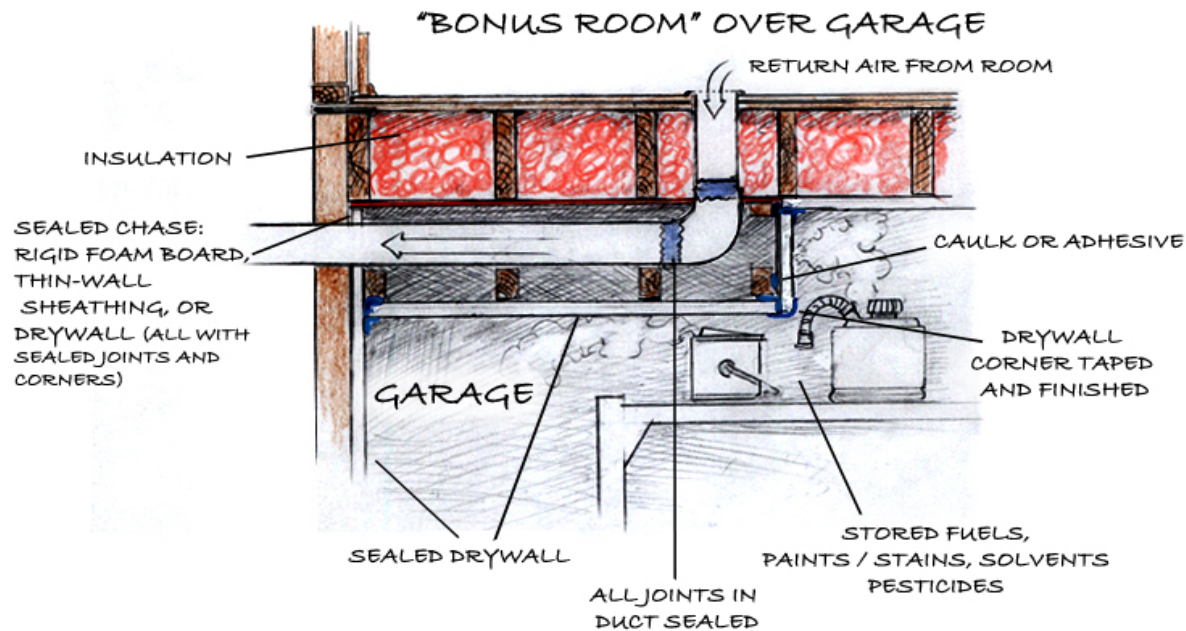 "BONUS ROOM" OVER GARAGE
RETURN AIR FROM ROOM
INSULATION
SEALED CHASE:
RIGID FOAM BOARD,
THIN-WALL
SHEATHING, OR
DRYWALL (ALL WITH
SEALED JOINTS AND
CORNERS)
CAULK OR ADHESIVE
DRYWALL
CORNER TAPED
AND FINISHED
GARAGE
SEALED DRYWALL
ALL JOINTS IN
DUCT SEALED
STORED FUELS,
PAINTS / STAINS, SOLVENTS
PESTICIDES